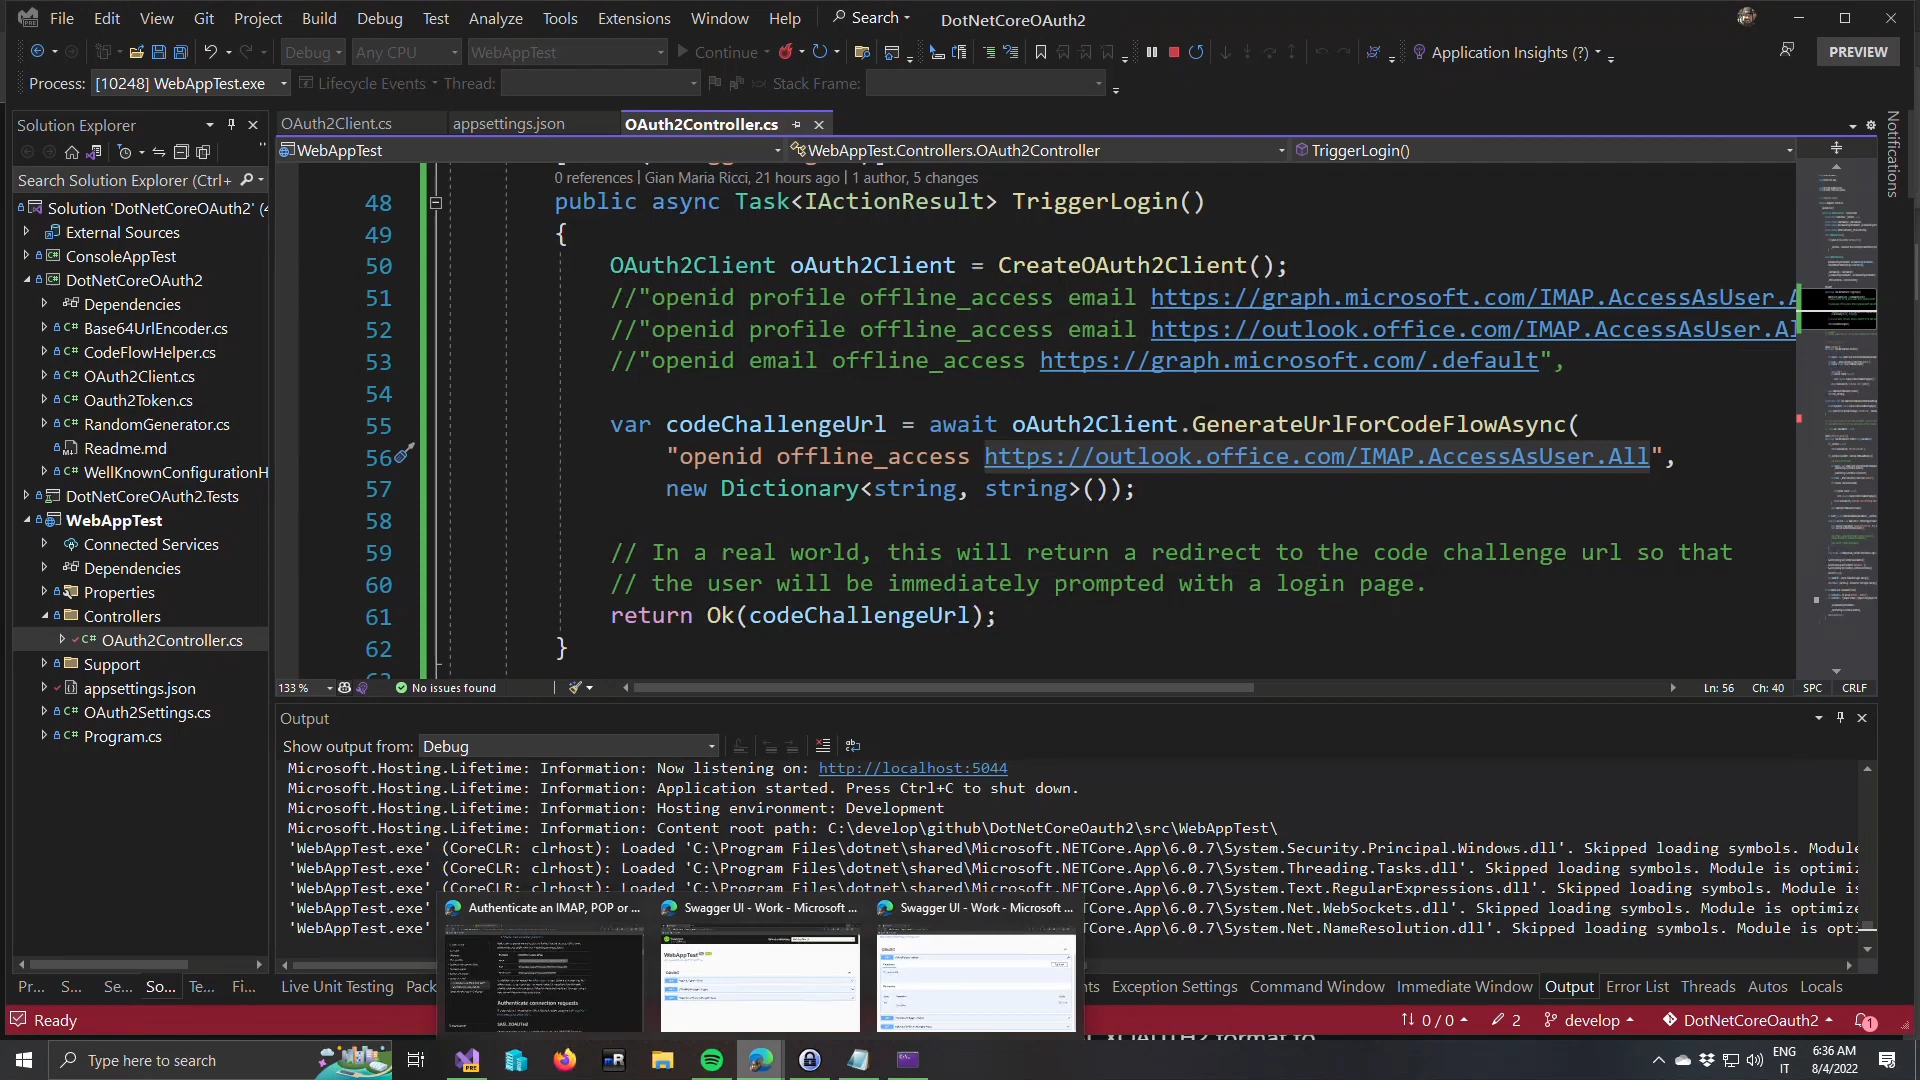 File Edit View Git Project Build Debug Test Analyze Tools Extensions Window Help Search DotNetCoreOAuth2
Debug Any CPU WebAppTest Continue Application Insights (?) PREVIEW
Process: [10248] WebAppTest.exe Lifecycle Events Thread: Stack Frame:
Solution Explorer
Search Solution Explorer (Ctrl+
Solution 'DotNetCoreOAuth2' (4
External Sources
ConsoleAppTest
DotNetCoreOAuth2
Dependencies
Base64UrlEncoder.cs
CodeFlowHelper.cs
OAuth2Client.cs
Oauth2Token.cs
RandomGenerator.cs
Readme.md
WellKnownConfigurationH
DotNetCoreOAuth2.Tests
WebAppTest
Connected Services
Dependencies
Properties
Controllers
OAuth2Controller.cs
Support
appsettings.json
OAuth2Settings.cs
Program.cs
Pr... S... Se... So... Te... Fi...
OAuth2Client.cs appsettings.json OAuth2Controller.cs
WebAppTest WebAppTest.Controllers.OAuth2Controller TriggerLogin()
0 references | Gian Maria Ricci, 21 hours ago | 1 author, 5 changes
48 public async Task<IActionResult> TriggerLogin()
49 {
50 OAuth2Client oAuth2Client = CreateOAuth2Client();
51 //"openid profile offline_access email https://graph.microsoft.com/IMAP.AccessAsUser.A
52 //"openid profile offline_access email https://outlook.office.com/IMAP.AccessAsUser.Al
53 //"openid email offline_access https://graph.microsoft.com/.default",
54
55 var codeChallengeUrl = await oAuth2Client.GenerateUrlForCodeFlowAsync(
56 "openid offline_access https://outlook.office.com/IMAP.AccessAsUser.All",
57 new Dictionary<string, string>());
58
59 // In a real world, this will return a redirect to the code challenge url so that
60 // the user will be immediately prompted with a login page.
61 return Ok(codeChallengeUrl);
62 }
133 % No issues found Ln: 56 Ch: 40 SPC CRLF
Notifications
Output
Show output from: Debug
Microsoft.Hosting.Lifetime: Information: Now listening on: http://localhost:5044
Microsoft.Hosting.Lifetime: Information: Application started. Press Ctrl+C to shut down.
Microsoft.Hosting.Lifetime: Information: Hosting environment: Development
Microsoft.Hosting.Lifetime: Information: Content root path: C:\develop\github\DotNetCoreOauth2\src\WebAppTest\
'WebAppTest.exe' (CoreCLR: clrhost): Loaded 'C:\Program Files\dotnet\shared\Microsoft.NETCore.App\6.0.7\System.Security.Principal.Windows.dll'. Skipped loading symbols. Modul
'WebAppTest.exe' (CoreCLR: clrhost): Loaded 'C:\Program Files\dotnet\shared\Microsoft.NETCore.App\6.0.7\System.Threading.Tasks.dll'. Skipped loading symbols. Module is optimi
'WebAppTest.exe' (CoreCLR: clrhost): Loaded 'C:\Program Files\dotnet\shared\Microsoft.NETCore.App\6.0.7\System.Text.RegularExpressions.dll'. Skipped loading symbols. Module is
'WebAppTest.exe' TCore.App\6.0.7\System.Net.WebSockets.dll'. Skipped loading symbols. Module is optimize
'WebAppTest.exe' TCore.App\6.0.7\System.Net.NameResolution.dll'. Skipped loading symbols. Module is opti
Authenticate an IMAP, POP or ... Swagger UI - Work - Microsoft ... Swagger UI - Work - Microsoft ...
WebAppTest
Authenticate connection requests
Live Unit Testing Pack nts Exception Settings Command Window Immediate Window Output Error List Threads Autos Locals
Ready 0 / 0 2 develop DotNetCoreOauth2 1
Type here to search
ENG
IT
6:36 AM
8/4/2022